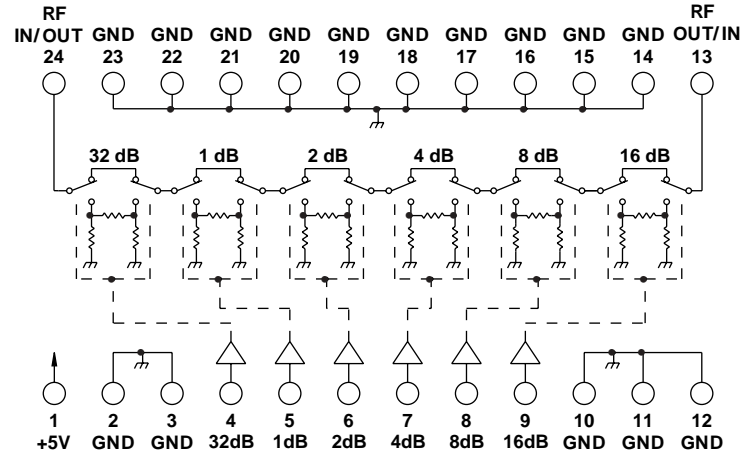 RF RF
IN/OUT GND GND GND GND GND GND GND GND GND GND OUT/IN
24 23 22 21 20 19 18 17 16 15 14 13
32 dB 1 dB 2 dB 4 dB 8 dB 16 dB
1 2 3 4 5 6 7 8 9 10 11 12
+5V GND GND 32dB 1dB 2dB 4dB 8dB 16dB GND GND GND